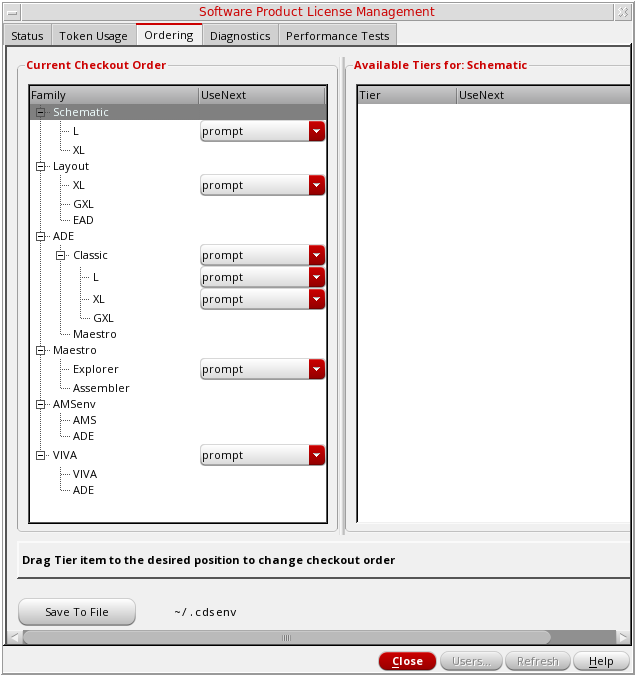 Software Product License Management
Status Token Usage Ordering Diagnostics Performance Tests
Current Checkout Order
Family UseNext
Schematic
L prompt
XL
Layout
XL prompt
GXL
EAD
ADE
Classic prompt
L prompt
XL prompt
GXL
Maestro
Maestro
Explorer prompt
Assembler
AMSenv
AMS
ADE
VIVA prompt
VIVA
ADE
Available Tiers for: Schematic
Tier UseNext
Drag Tier item to the desired position to change checkout order
Save To File ~/.cdsenv
Close Users... Refresh Help